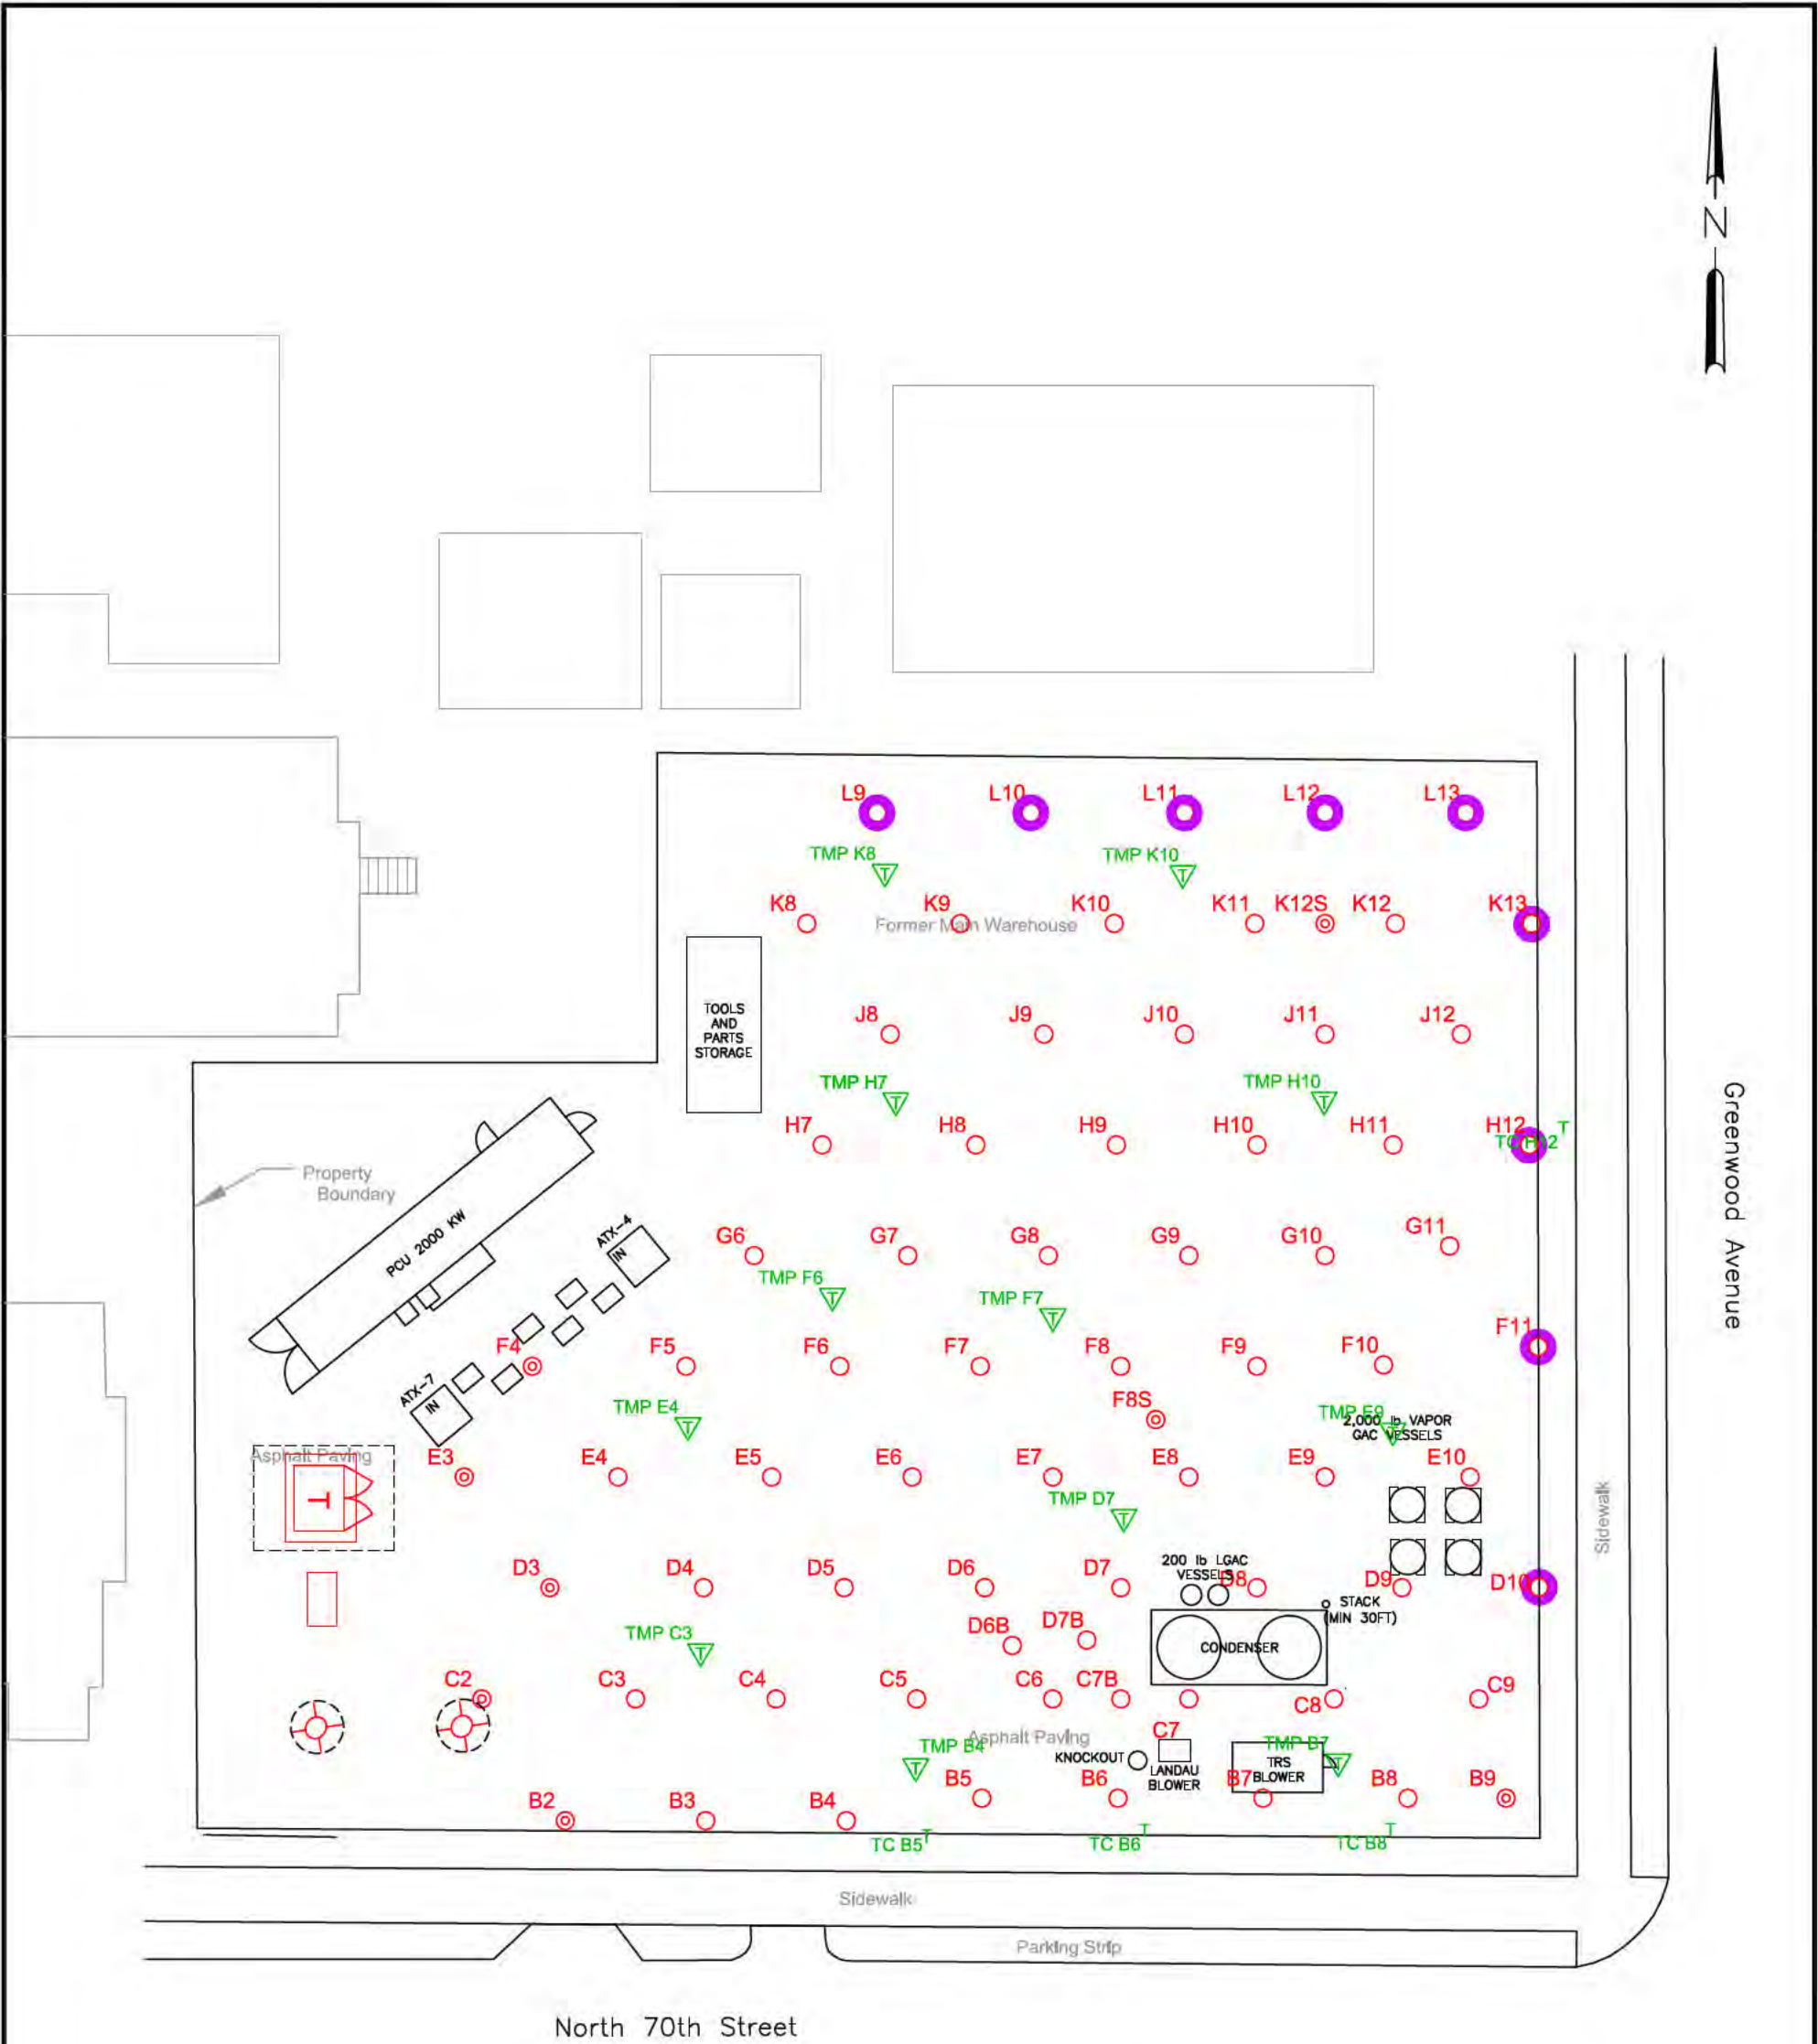 N
L9 L10 L11 L12 L13
TMP K8 TMP K10
K8 K9 K10 K11 K12S K12 K13
Former Main Warehouse
TOOLS
AND
PARTS
STORAGE
J8 J9 J10 J11 J12
TMP H7 TMP H10
H7 H8 H9 H10 H11 H12
TC H12 T
Greenwood Avenue
Property
Boundary
PCU 2000 KW
ATX-4
IN
G6 G7 G8 G9 G10 G11
TMP F6 TMP F7
F4 F5 F6 F7 F8 F9 F10 F11
ATX-7
IN
F8S
TMP E4 TMP E9
2,000 lb VAPOR
GAC VESSELS
Asphalt Paving
T
E3 E4 E5 E6 E7 E8 E9 E10
TMP D7
Sidewalk
200 lb LGAC
VESSELS
D3 D4 D5 D6 D7 D8 D9 D10
STACK
(MIN 30FT)
D6B D7B
CONDENSER
TMP C3
C2 C3 C4 C5 C6 C7B C8 C9
C7
Asphalt Paving
TMP B4 TMP B7
KNOCKOUT
LANDAU
BLOWER
TRS
BLOWER
B2 B3 B4 B5 B6 B7 B8 B9
TC B5 T TC B6 T TC B8 T
Sidewalk
Parking Strip
North 70th Street